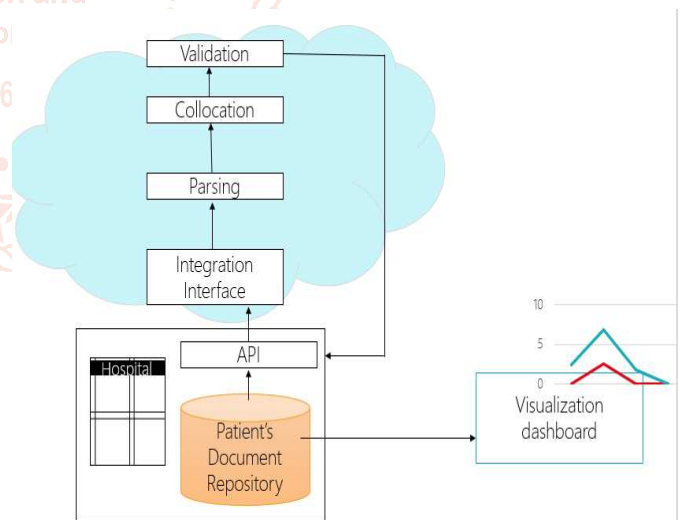 Validation
Collocation
Parsing
Integration
Interface
API
Hospital
Patient's
Document
Repository
10
5
0
Visualization
dashboard